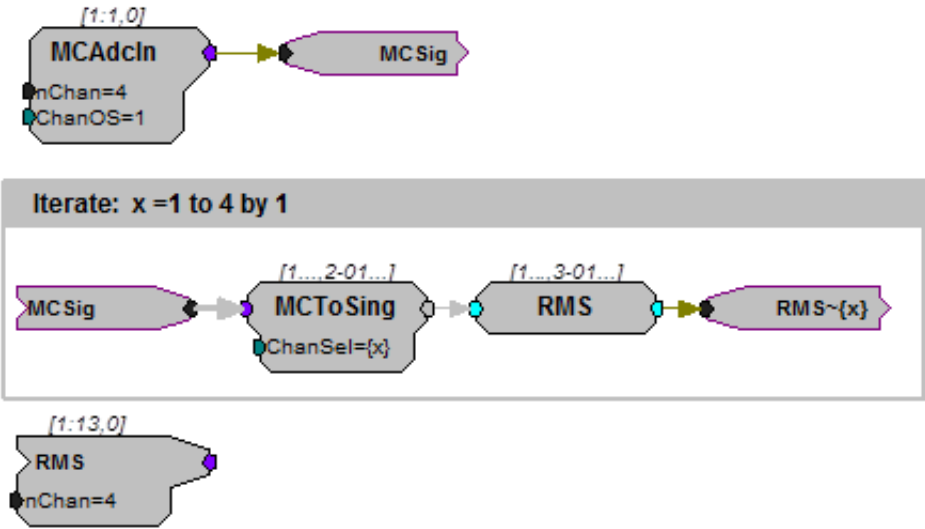 [1:1,0]
MCAdcIn
MCSig
nChan=4
ChanOS=1
Iterate: x =1 to 4 by 1
[1...,2-01...] [1...,3-01...]
MCSig MCToSing RMS RMS~{x}
ChanSel={x}
[1:13,0]
RMS
nChan=4